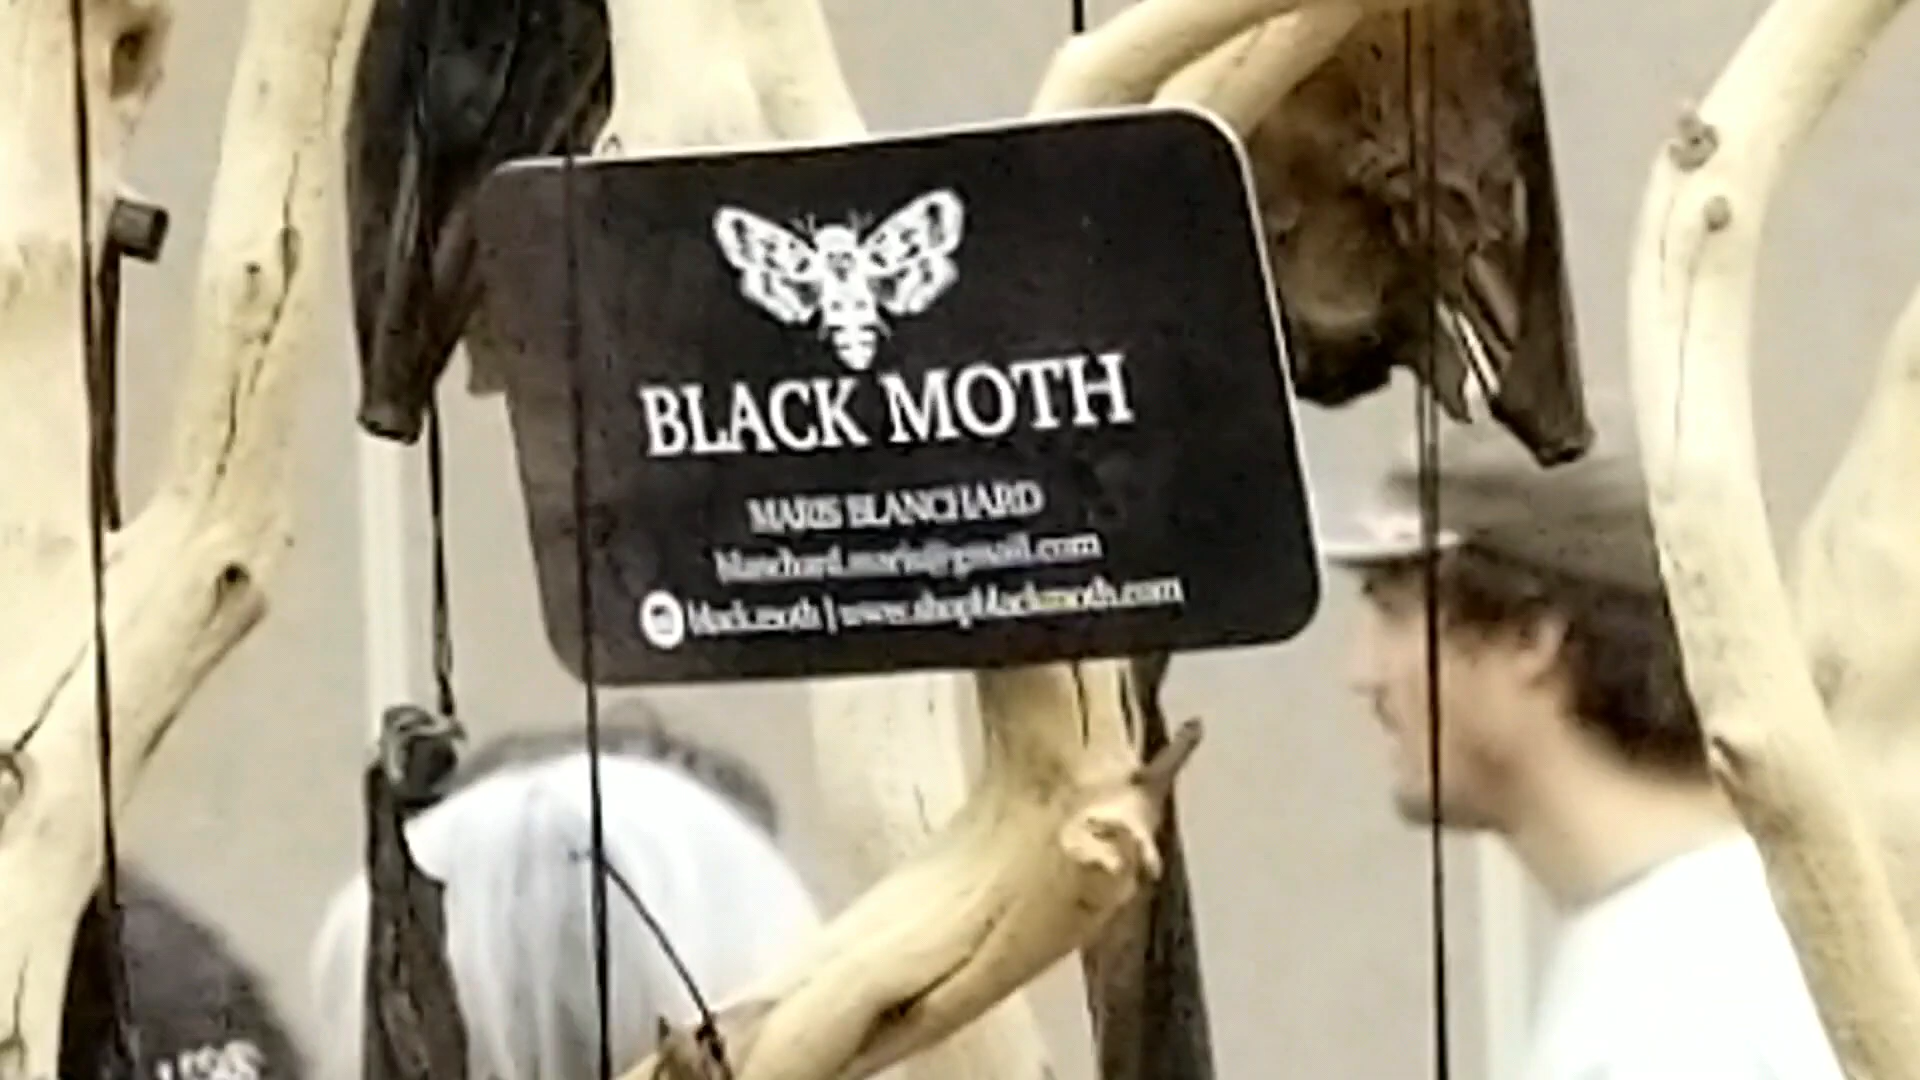 BLACK MOTH
MARIS BLANCHARD
blanchard.maris@gmail.com
black.moth | www.shopblackmoth.com